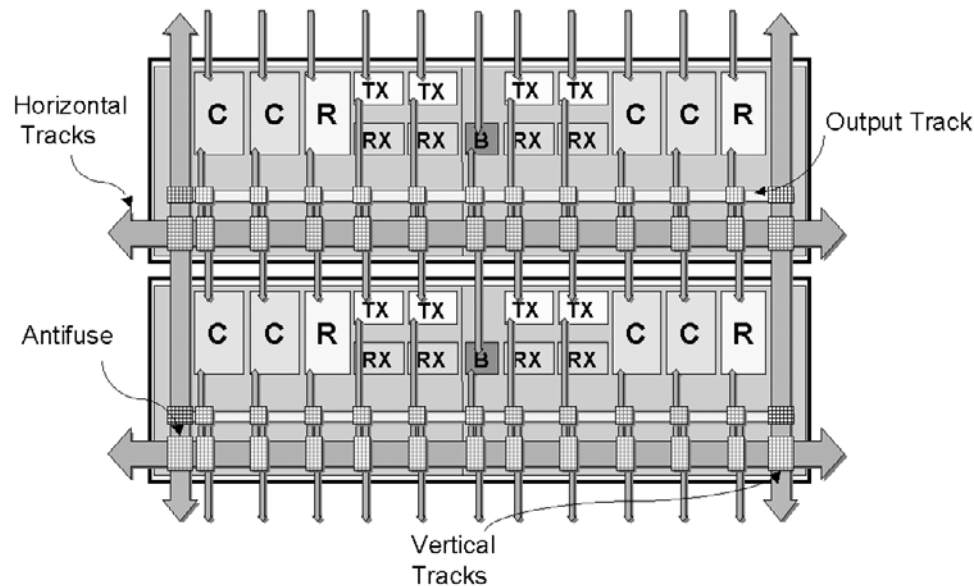 Horizontal
Tracks
Output Track
C C R TX TX TX TX C C R
RX RX B RX RX
Antifuse
C C R TX TX TX TX C C R
RX RX B RX RX
Vertical
Tracks